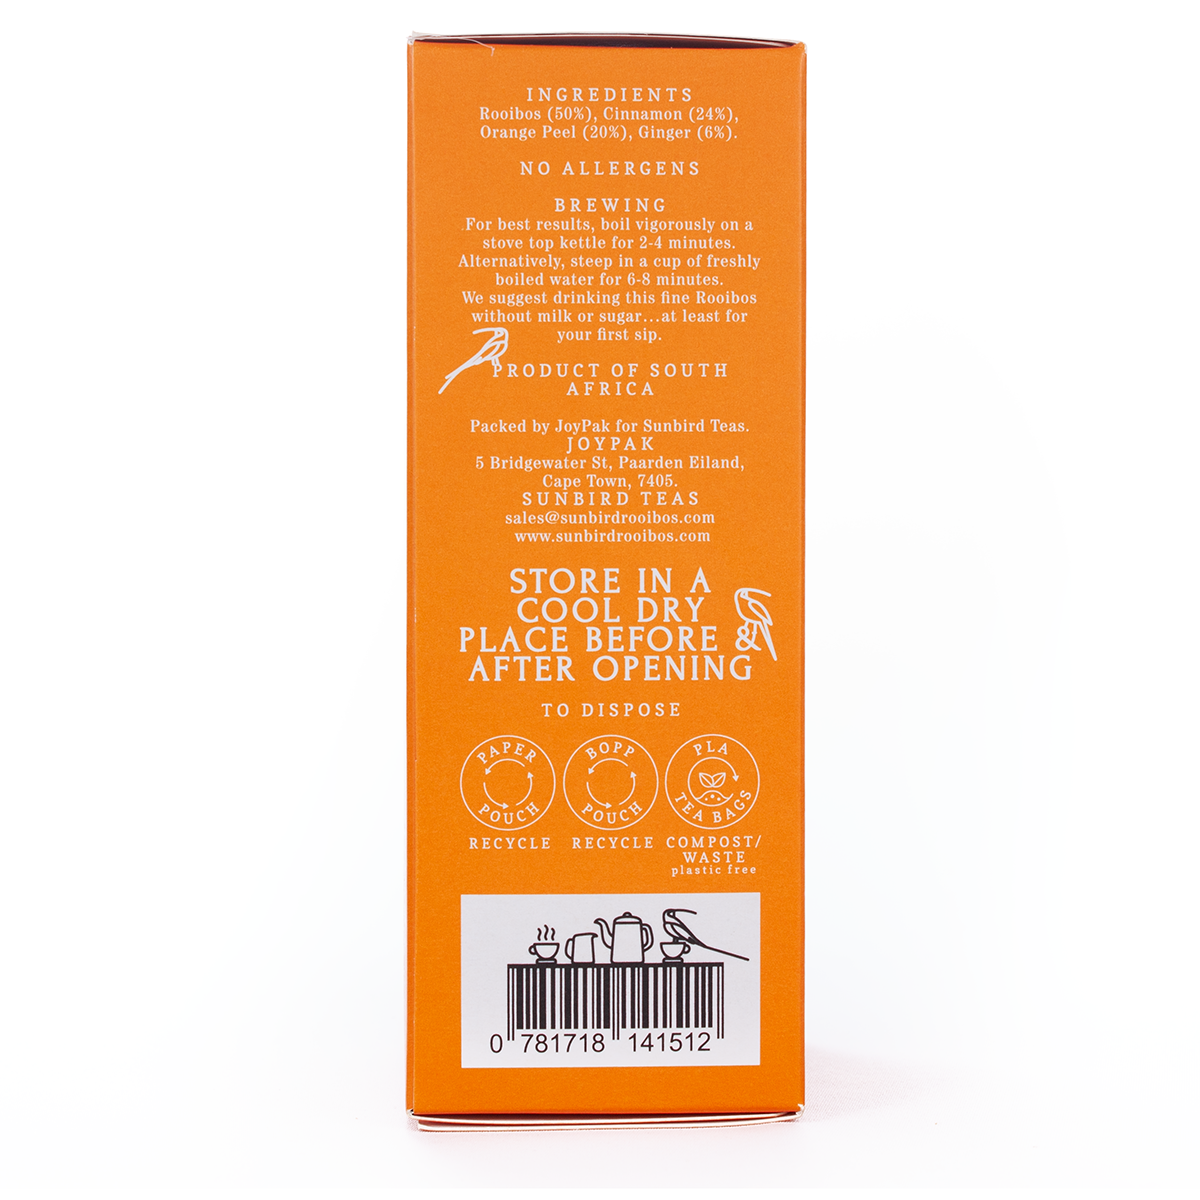 INGREDIENTS
Rooibos (50%), Cinnamon (24%),
Orange Peel (20%), Ginger (6%).
NO ALLERGENS
BREWING
For best results, boil vigorously on a
stove top kettle for 2-4 minutes.
Alternatively, steep in a cup of freshly
boiled water for 6-8 minutes.
We suggest drinking this fine Rooibos
without milk or sugar...at least for
your first sip.
PRODUCT OF SOUTH
AFRICA
Packed by JoyPak for Sunbird Teas.
JOYPAK
5 Bridgewater St, Paarden Eiland,
Cape Town, 7405.
SUNBIRD TEAS
sales@sunbirdrooibos.com
www.sunbirdrooibos.com
STORE IN A
COOL DRY
PLACE BEFORE &
AFTER OPENING
TO DISPOSE
PAPER POUCH
RECYCLE
BOPP POUCH
RECYCLE
PLA TEA BAGS
COMPOST/
WASTE
plastic free
0 781718 141512